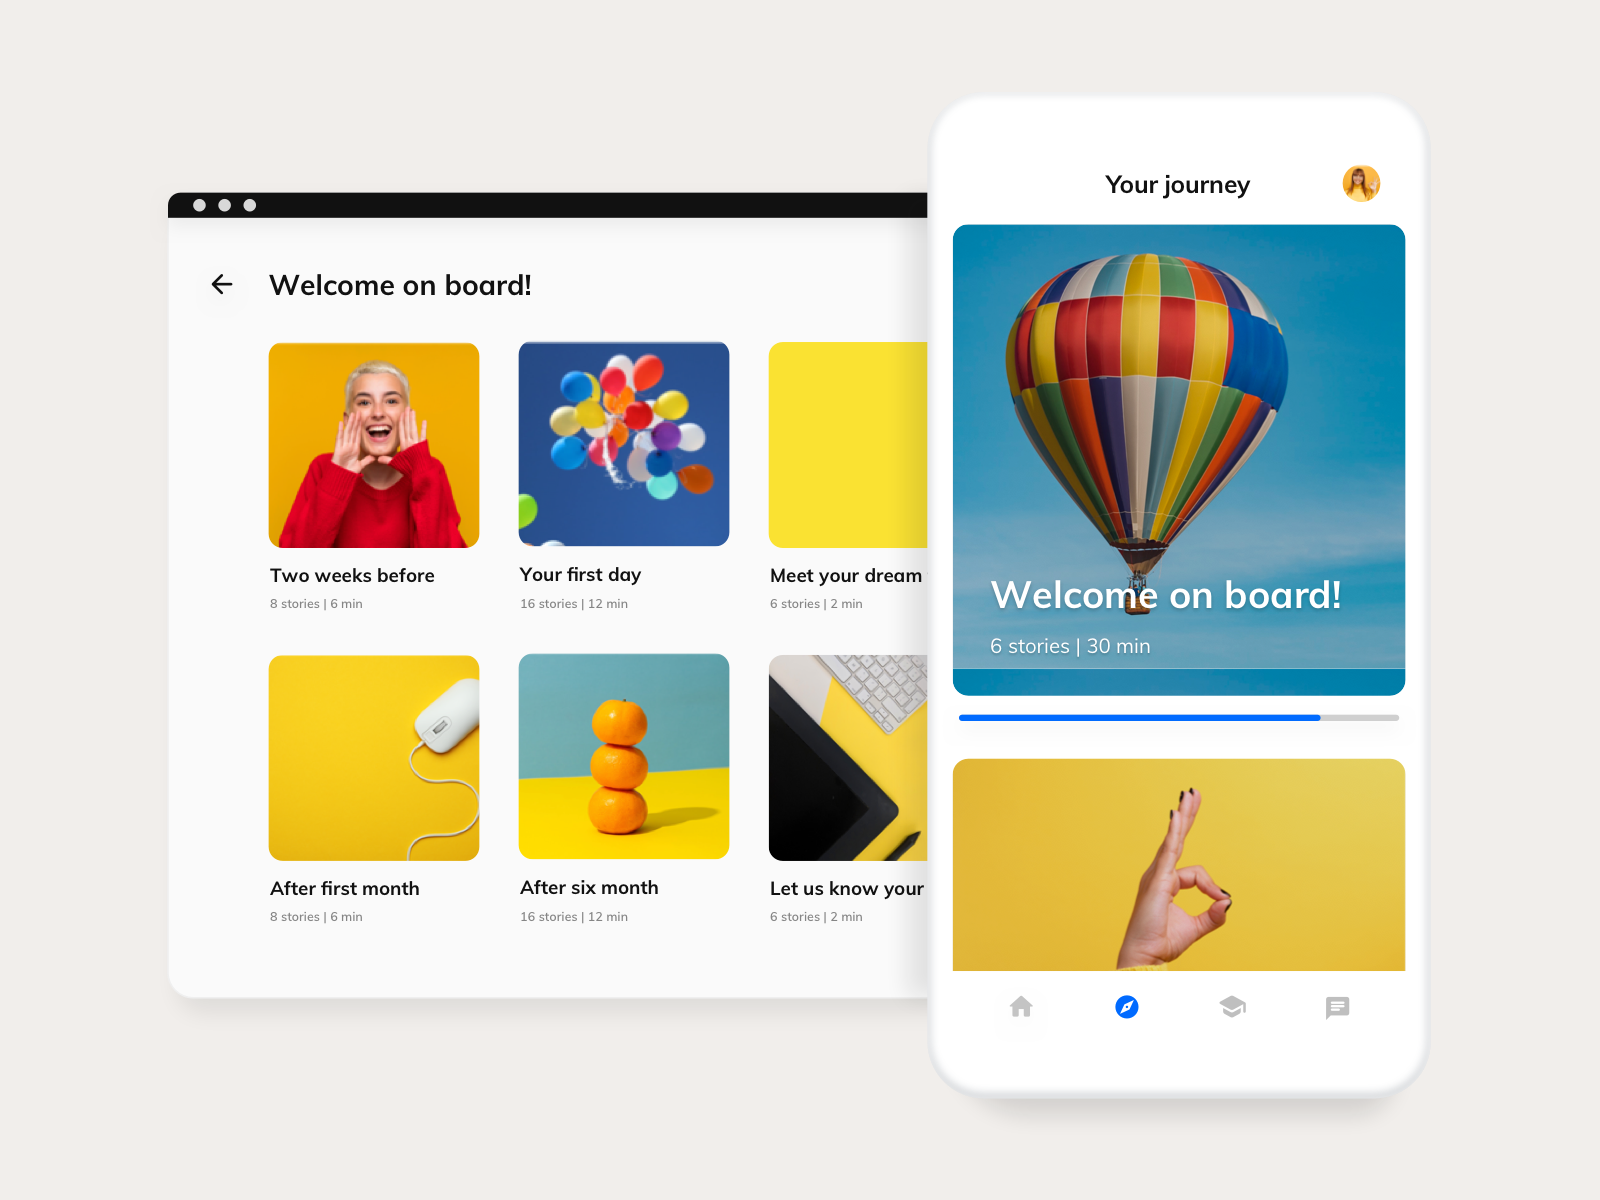 Welcome on board!
Two weeks before
8 stories | 6 min
Your first day
16 stories | 12 min
Meet your dream
6 stories | 2 min
After first month
8 stories | 6 min
After six month
16 stories | 12 min
Let us know your
6 stories | 2 min
Your journey
Welcome on board!
6 stories | 30 min